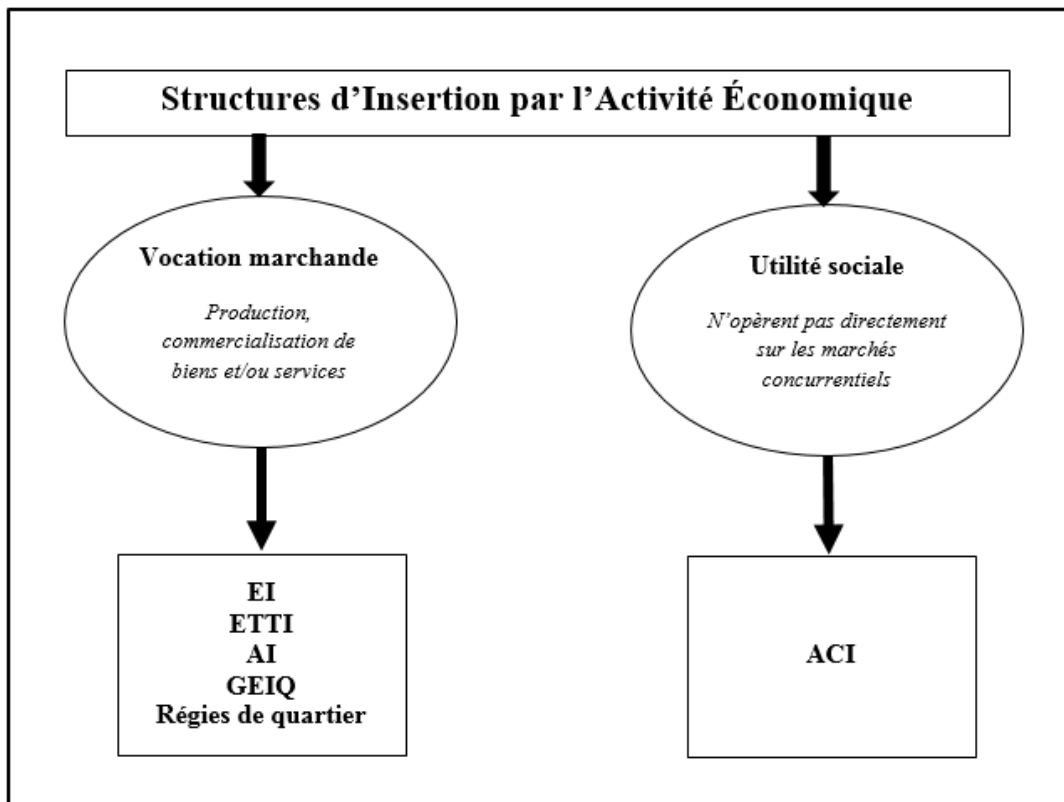 Structures d’Insertion par l’Activité Économique
Vocation marchande
Production,
commercialisation de
biens et/ou services
Utilité sociale
N’opèrent pas directement
sur les marchés
concurrentiels
EI
ETTI
AI
GEIQ
Régies de quartier
ACI